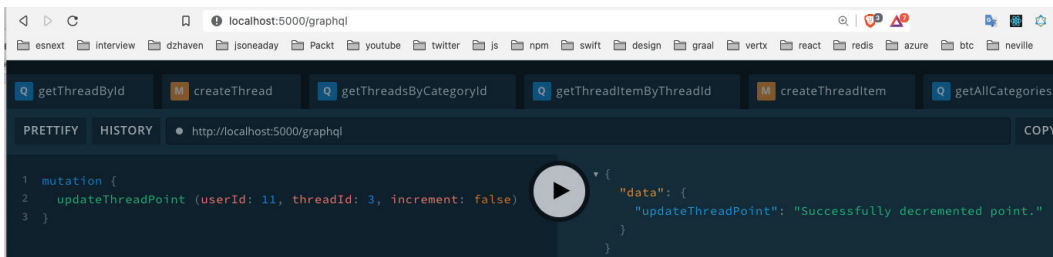 localhost:5000/graphql
esnext interview dzhaven jsoneaday Packt youtube twitter js npm swift design graal vertx react redis azure btc neville
Q getThreadById M createThread Q getThreadsByCategoryId Q getThreadItemByThreadId M createThreadItem Q getAllCategories
PRETTIFY HISTORY http://localhost:5000/graphql COPY
1 mutation {
2 updateThreadPoint (userId: 11, threadId: 3, increment: false)
3 }
{
"data": {
"updateThreadPoint": "Successfully decremented point."
}
}